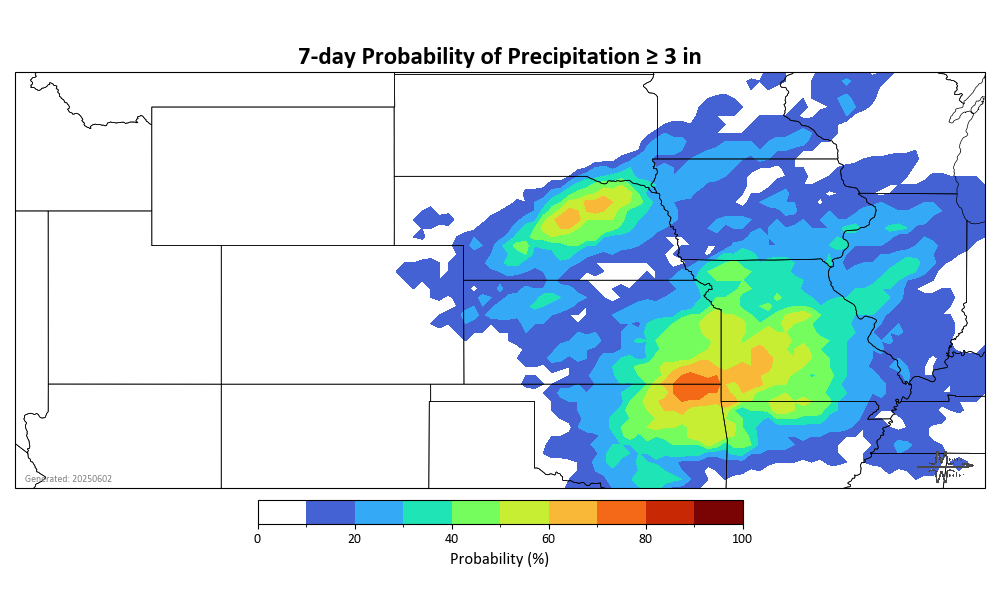 7-day Probability of Precipitation ≥ 3 in
Generated: 20250602
0 20 40 60 80 100
Probability (%)